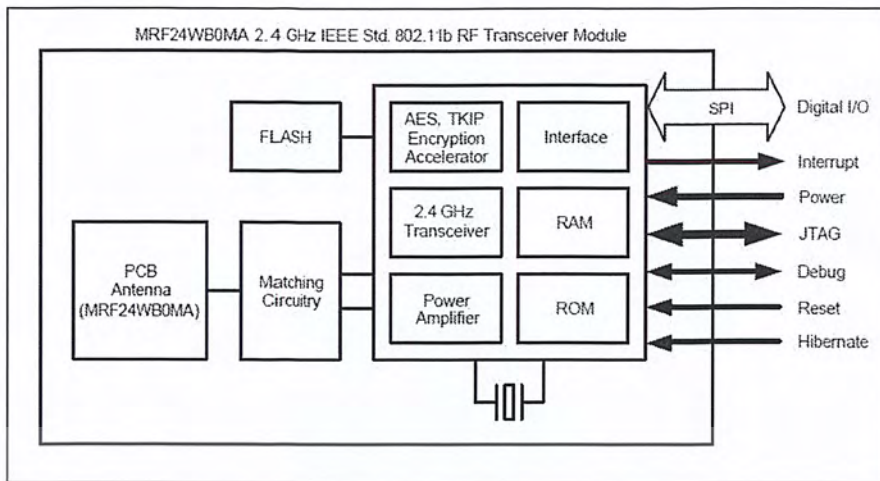 MRF24WB0MA 2.4 GHz IEEE Std. 802.11b RF Transceiver Module
FLASH
AES, TKIP
Encryption
Accelerator
Interface
2.4 GHz
Transceiver
RAM
Power
Amplifier
ROM
PCB
Antenna
(MRF24WB0MA)
Matching
Circuitry
SPI
Digital I/O
Interrupt
Power
JTAG
Debug
Reset
Hibernate